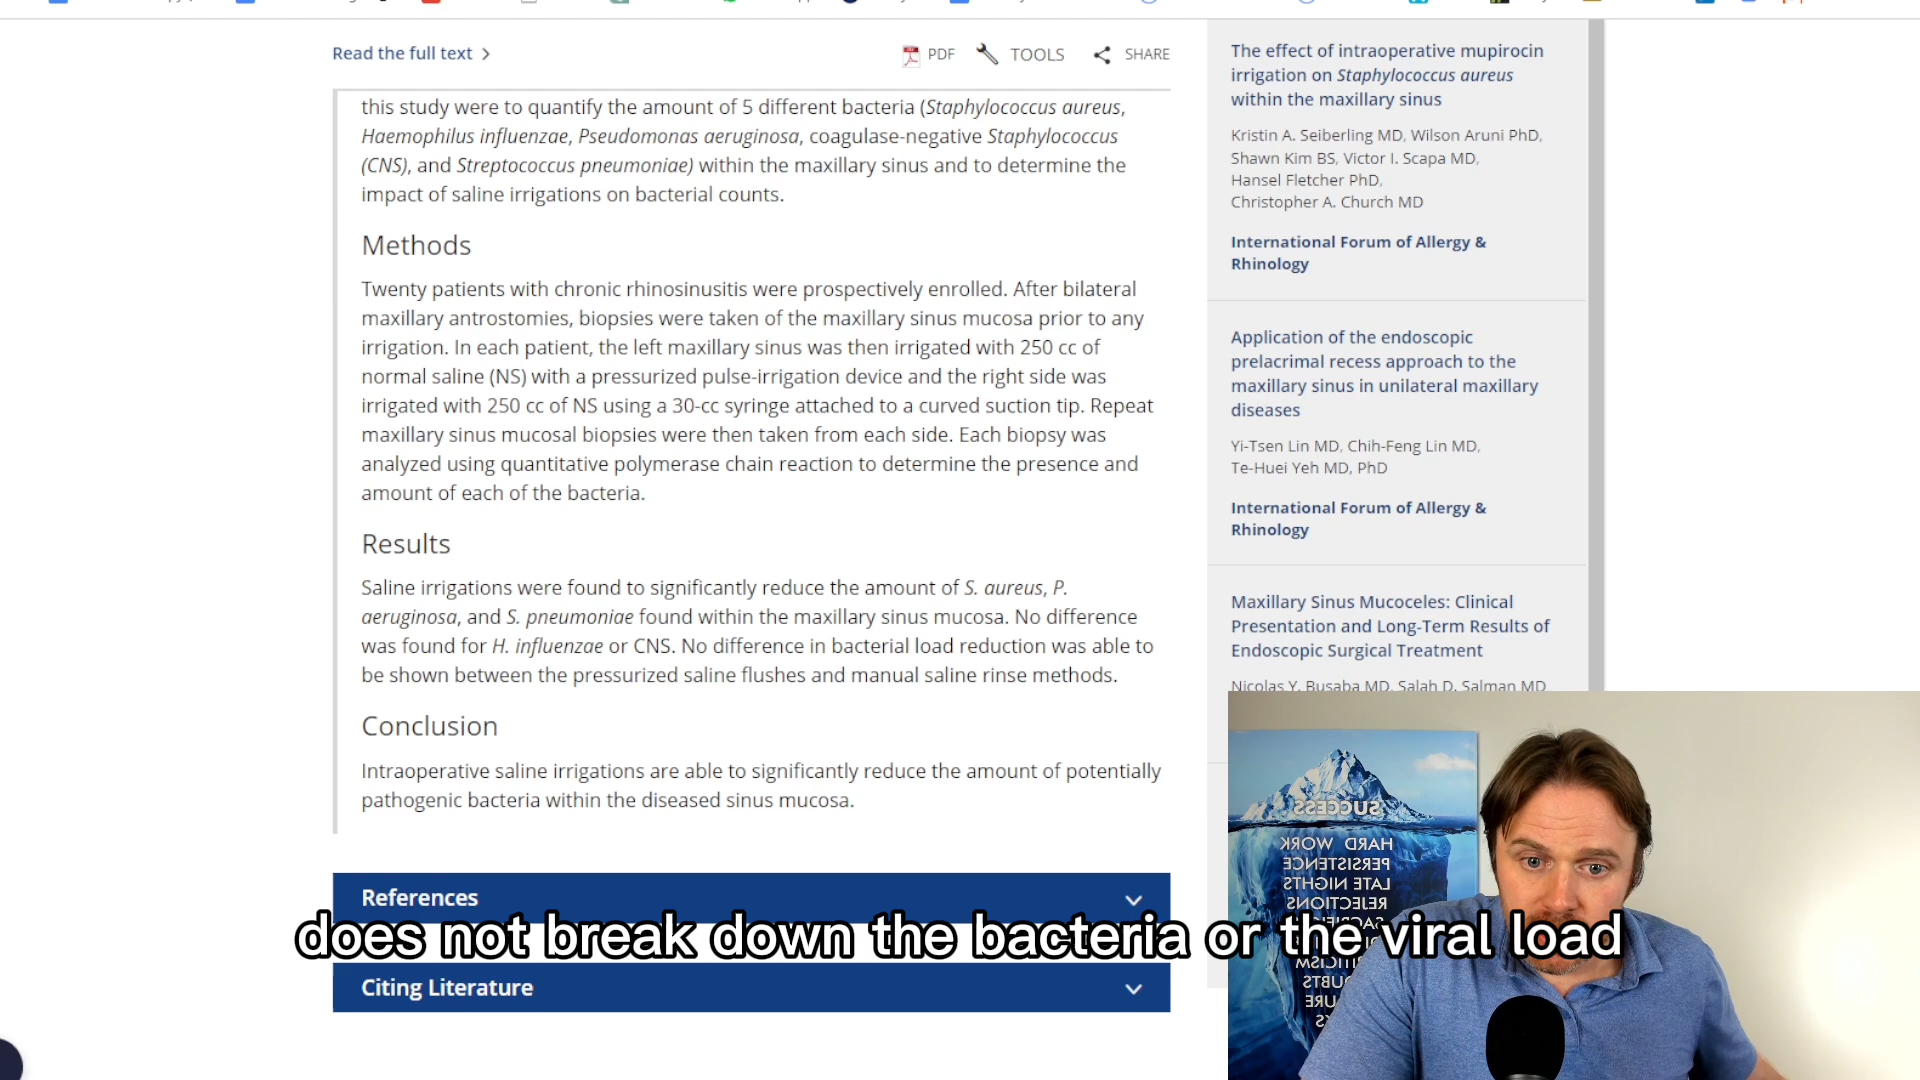 Read the full text
PDF
TOOLS
SHARE
this study were to quantify the amount of 5 different bacteria (Staphylococcus aureus,
Haemophilus influenzae, Pseudomonas aeruginosa, coagulase-negative Staphylococcus
(CNS), and Streptococcus pneumoniae) within the maxillary sinus and to determine the
impact of saline irrigations on bacterial counts.
Methods
Twenty patients with chronic rhinosinusitis were prospectively enrolled. After bilateral
maxillary antrostomies, biopsies were taken of the maxillary sinus mucosa prior to any
irrigation. In each patient, the left maxillary sinus was then irrigated with 250 cc of
normal saline (NS) with a pressurized pulse-irrigation device and the right side was
irrigated with 250 cc of NS using a 30-cc syringe attached to a curved suction tip. Repeat
maxillary sinus mucosal biopsies were then taken from each side. Each biopsy was
analyzed using quantitative polymerase chain reaction to determine the presence and
amount of each of the bacteria.
Results
Saline irrigations were found to significantly reduce the amount of S. aureus, P.
aeruginosa, and S. pneumoniae found within the maxillary sinus mucosa. No difference
was found for H. influenzae or CNS. No difference in bacterial load reduction was able to
be shown between the pressurized saline flushes and manual saline rinse methods.
Conclusion
Intraoperative saline irrigations are able to significantly reduce the amount of potentially
pathogenic bacteria within the diseased sinus mucosa.
References
Citing Literature
The effect of intraoperative mupirocin
irrigation on Staphylococcus aureus
within the maxillary sinus
Kristin A. Seiberling MD, Wilson Aruni PhD,
Shawn Kim BS, Victor I. Scapa MD,
Hansel Fletcher PhD,
Christopher A. Church MD
International Forum of Allergy &
Rhinology
Application of the endoscopic
prelacrimal recess approach to the
maxillary sinus in unilateral maxillary
diseases
Yi-Tsen Lin MD, Chih-Feng Lin MD,
Te-Huei Yeh MD, PhD
International Forum of Allergy &
Rhinology
Maxillary Sinus Mucoceles: Clinical
Presentation and Long-Term Results of
Endoscopic Surgical Treatment
Nicolas Y. Busaba MD, Salah D. Salman MD
SUCCESS
HARD WORK
PERSISTENCE
LATE NIGHTS
REJECTIONS
does not break down the bacteria or the viral load